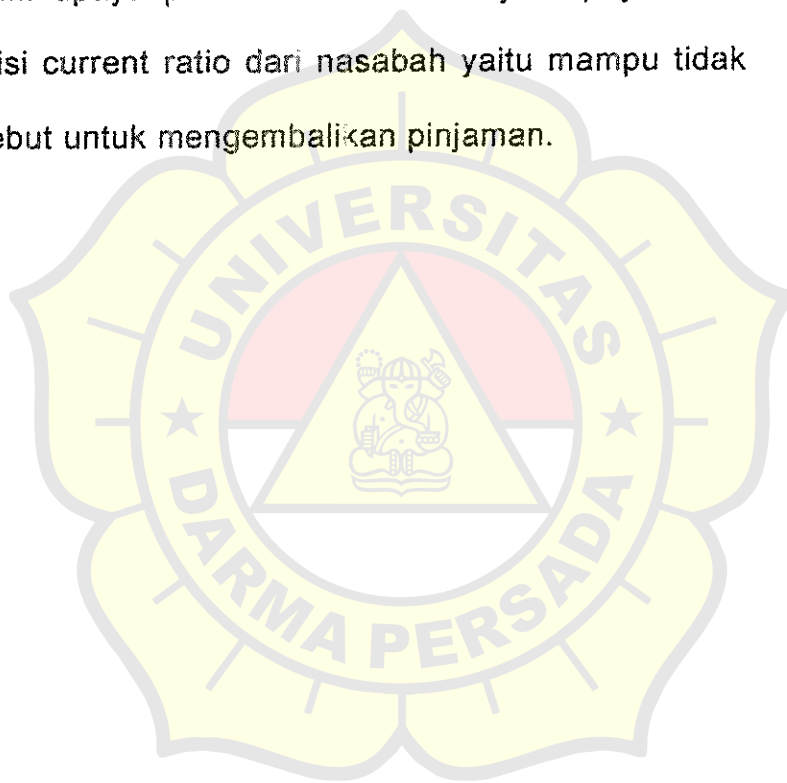 isi current ratio dari nasabah yaitu mampu tidak
ebut untuk mengembalikan pinjaman.
UNIVERSITAS
DARMA PERSADA